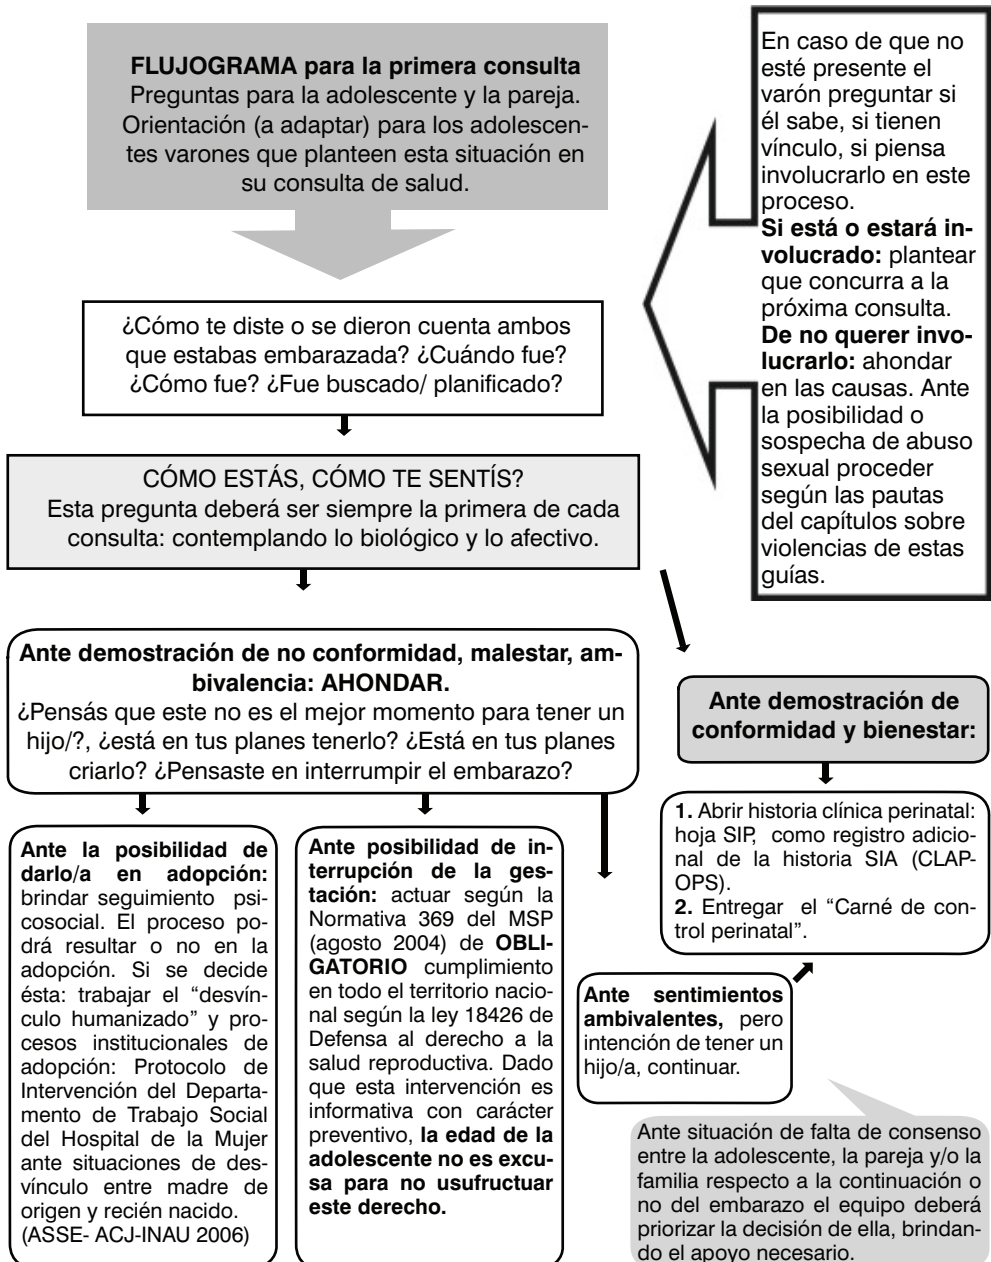 FLUJOGRAMA para la primera consulta
Preguntas para la adolescente y la pareja.
Orientación (a adaptar) para los adolescen-
tes varones que planteen esta situación en
su consulta de salud.
En caso de que no
esté presente el
varón preguntar si
él sabe, si tienen
vínculo, si piensa
involucrarlo en este
proceso.
Si está o estará in-
volucrado: plantear
que concurra a la
próxima consulta.
De no querer invo-
lucrarlo: ahondar
en las causas. Ante
la posibilidad o
sospecha de abuso
sexual proceder
según las pautas
del capítulos sobre
violencias de estas
guías.
¿Cómo te diste o se dieron cuenta ambos
que estabas embarazada? ¿Cuándo fue?
¿Cómo fue? ¿Fue buscado/ planificado?
CÓMO ESTÁS, CÓMO TE SENTÍS?
Esta pregunta deberá ser siempre la primera de cada
consulta: contemplando lo biológico y lo afectivo.
Ante demostración de no conformidad, malestar, am-
bivalencia: AHONDAR.
¿Pensás que este no es el mejor momento para tener un
hijo/?, ¿está en tus planes tenerlo? ¿Está en tus planes
criarlo? ¿Pensaste en interrumpir el embarazo?
Ante demostración de
conformidad y bienestar:
Ante la posibilidad de
darlo/a en adopción:
brindar seguimiento psi-
cosocial. El proceso po-
drá resultar o no en la
adopción. Si se decide
ésta: trabajar el “desvín-
culo humanizado” y pro-
cesos institucionales de
adopción: Protocolo de
Intervención del Departa-
mento de Trabajo Social
del Hospital de la Mujer
ante situaciones de des-
vínculo entre madre de
origen y recién nacido.
(ASSE- ACJ-INAU 2006)
Ante posibilidad de in-
terrupción de la ges-
tación: actuar según la
Normativa 369 del MSP
(agosto 2004) de OBLI-
GATORIO cumplimiento
en todo el territorio nacio-
nal según la ley 18426 de
Defensa al derecho a la
salud reproductiva. Dado
que esta intervención es
informativa con carácter
preventivo, la edad de la
adolescente no es excu-
sa para no usufructuar
este derecho.
1. Abrir historia clínica perinatal:
hoja SIP, como registro adicio-
nal de la historia SIA (CLAP-
OPS).
2. Entregar el “Carné de con-
trol perinatal”.
Ante sentimientos
ambivalentes, pero
intención de tener un
hijo/a, continuar.
Ante situación de falta de consenso
entre la adolescente, la pareja y/o la
familia respecto a la continuación o
no del embarazo el equipo deberá
priorizar la decisión de ella, brindan-
do el apoyo necesario.